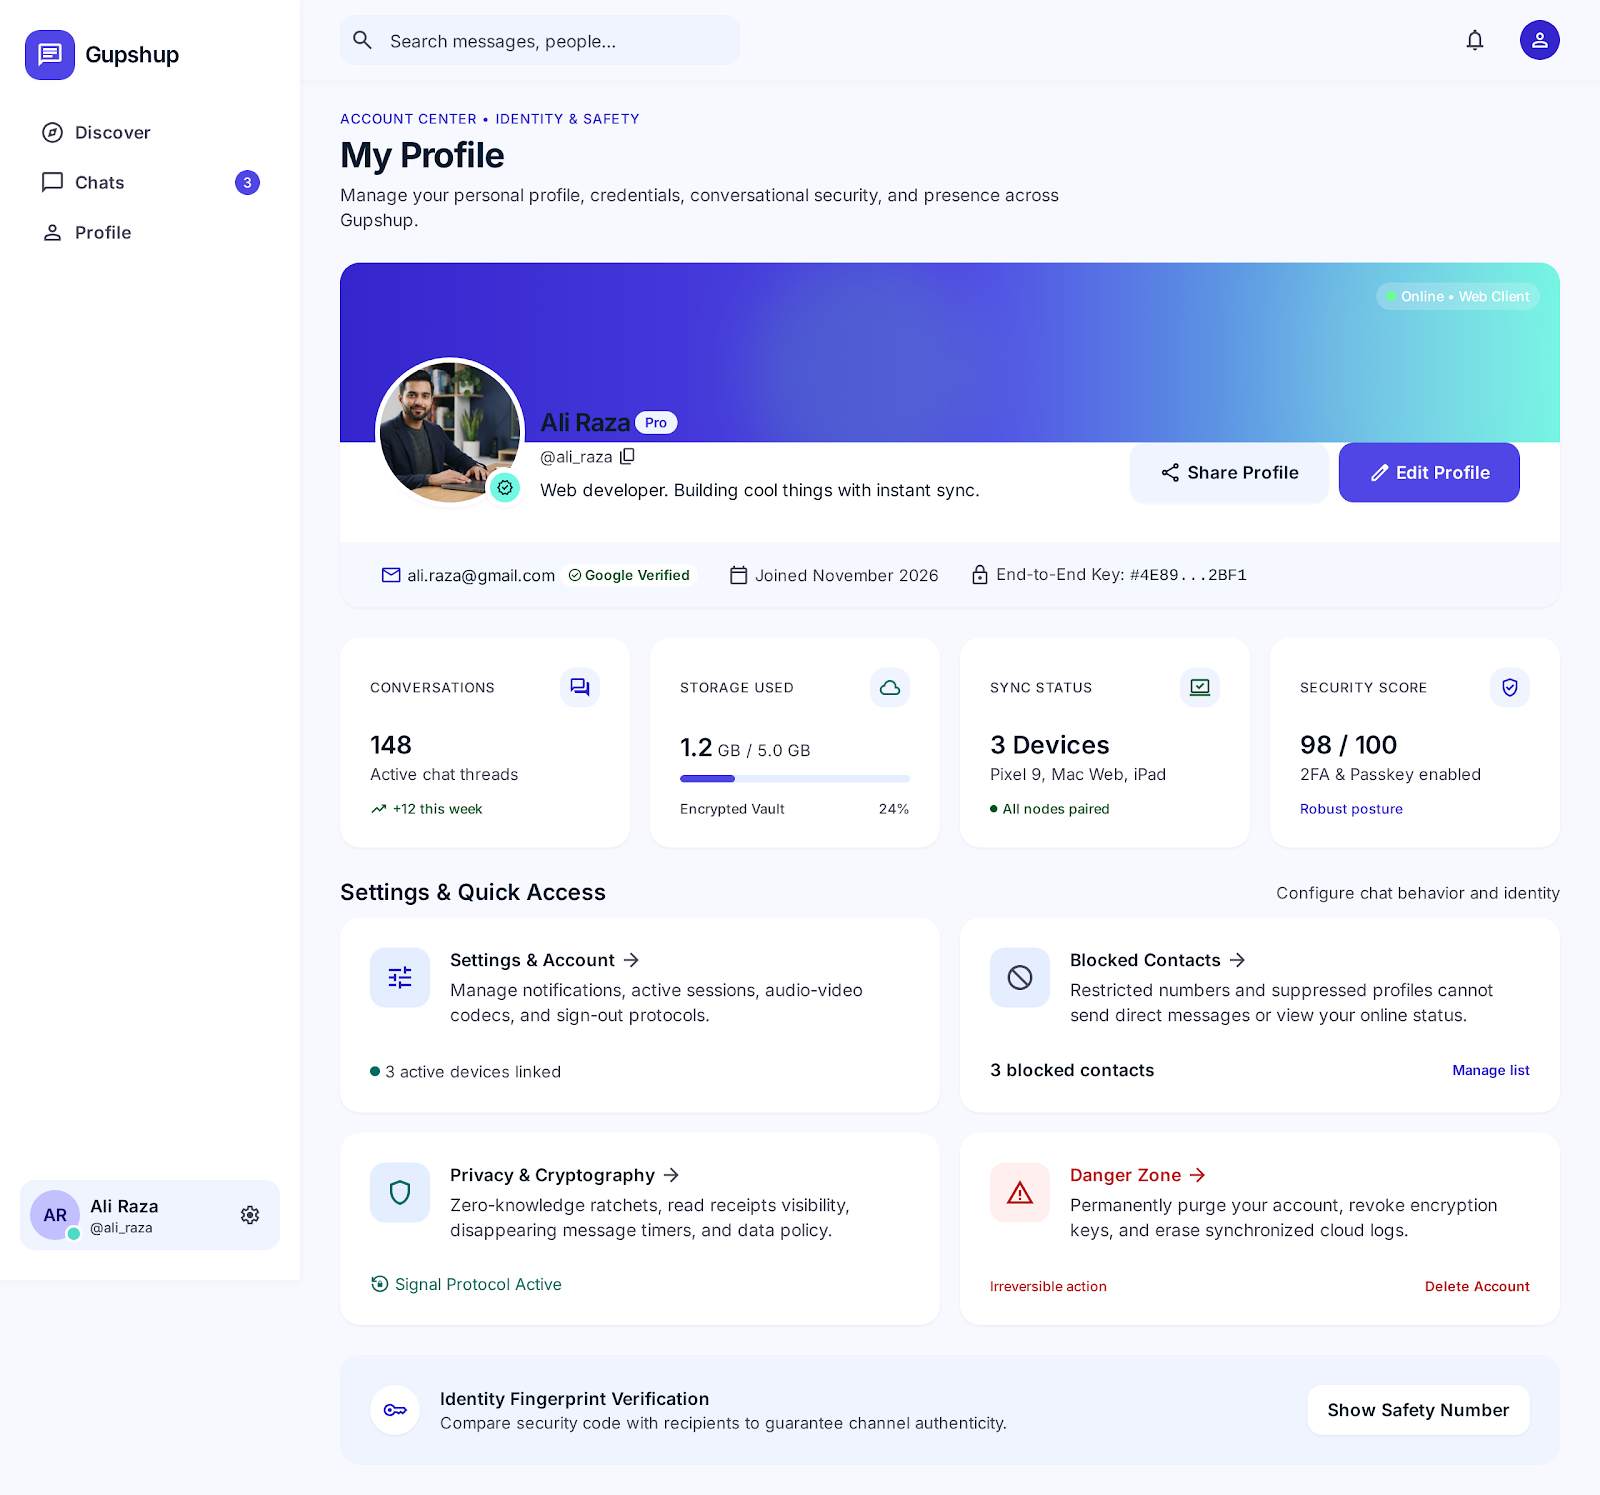 Gupshup
Discover
Chats
3
Profile
AR
Ali Raza
@ali_raza
Search messages, people...
ACCOUNT CENTER • IDENTITY & SAFETY
My Profile
Manage your personal profile, credentials, conversational security, and presence across
Gupshup.
Online • Web Client
Ali Raza Pro
@ali_raza
Web developer. Building cool things with instant sync.
Share Profile
Edit Profile
ali.raza@gmail.com Google Verified
Joined November 2026
End-to-End Key: #4E89...2BF1
CONVERSATIONS
148
Active chat threads
+12 this week
STORAGE USED
1.2 GB / 5.0 GB
Encrypted Vault 24%
SYNC STATUS
3 Devices
Pixel 9, Mac Web, iPad
All nodes paired
SECURITY SCORE
98 / 100
2FA & Passkey enabled
Robust posture
Settings & Quick Access
Configure chat behavior and identity
Settings & Account
Manage notifications, active sessions, audio-video
codecs, and sign-out protocols.
3 active devices linked
Blocked Contacts
Restricted numbers and suppressed profiles cannot
send direct messages or view your online status.
3 blocked contacts
Manage list
Privacy & Cryptography
Zero-knowledge ratchets, read receipts visibility,
disappearing message timers, and data policy.
Signal Protocol Active
Danger Zone
Permanently purge your account, revoke encryption
keys, and erase synchronized cloud logs.
Irreversible action
Delete Account
Identity Fingerprint Verification
Compare security code with recipients to guarantee channel authenticity.
Show Safety Number